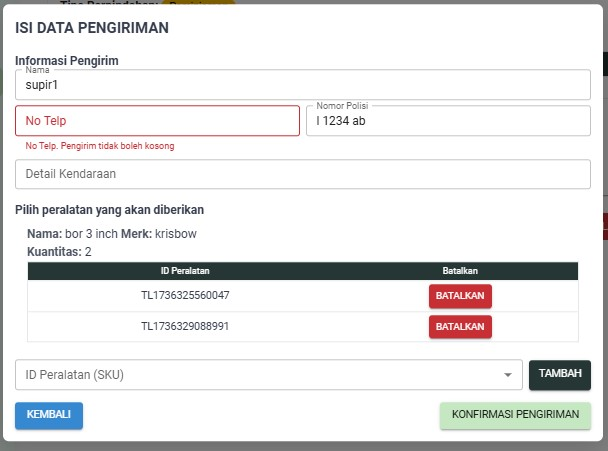 ISI DATA PENGIRIMAN
Informasi Pengirim
Nama
supir1
No Telp
Nomor Polisi
l 1234 ab
No Telp. Pengirim tidak boleh kosong
Detail Kendaraan
Pilih peralatan yang akan diberikan
Nama: bor 3 inch Merk: krisbow
Kuantitas: 2
ID Peralatan Batalkan
TL1736325560047 BATALKAN
TL1736329088991 BATALKAN
ID Peralatan (SKU) TAMBAH
KEMBALI KONFIRMASI PENGIRIMAN